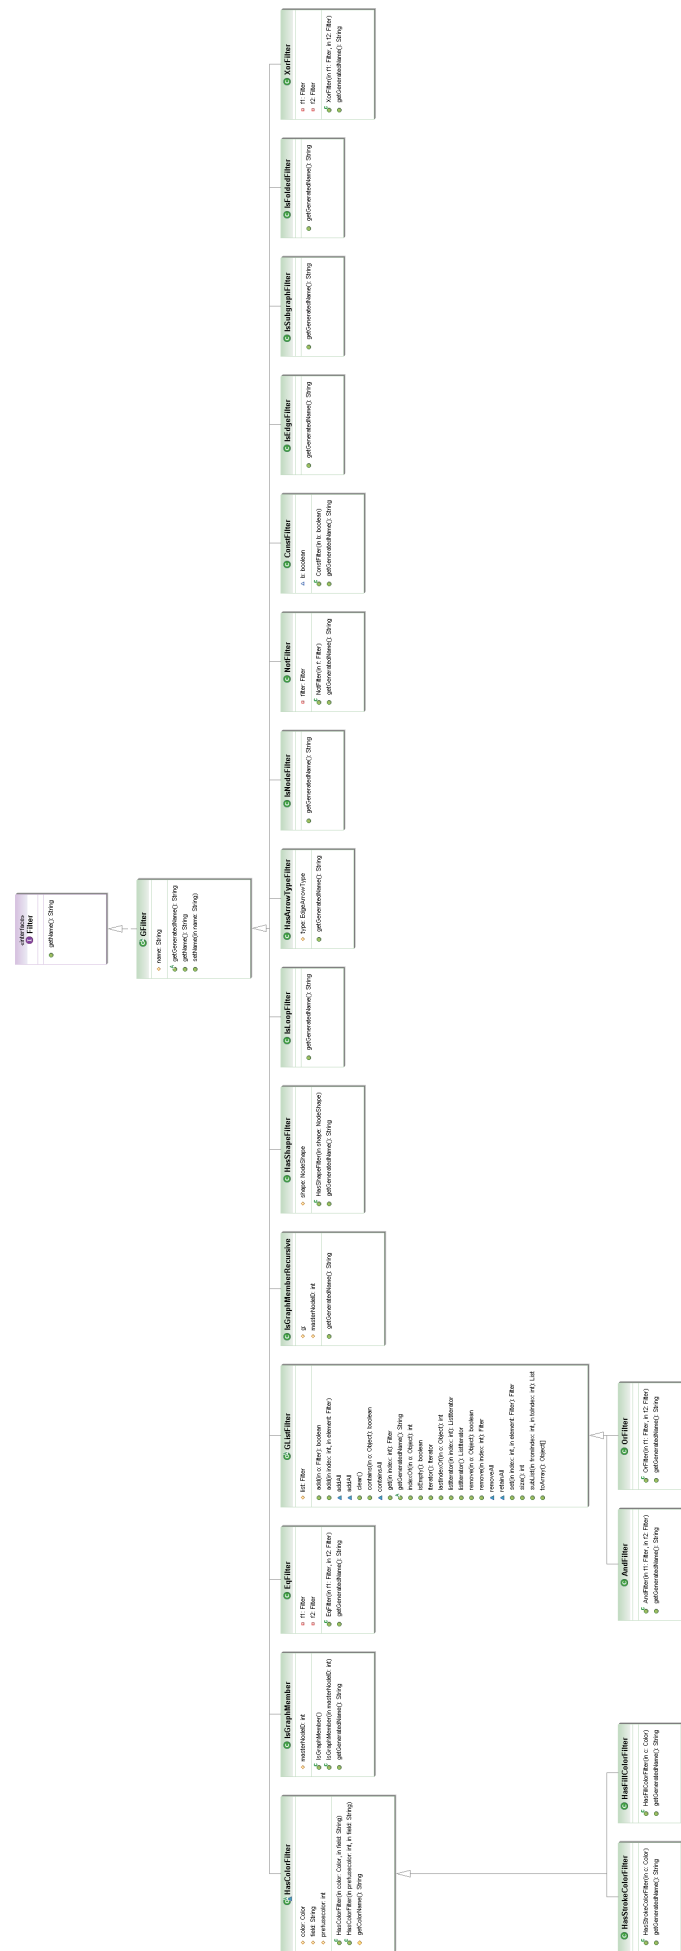 «interface»
Filter
getName(): String
GFilter
name: String
getGeneratedName(): String
getName(): String
setName(in name: String)
HasColorFilter
color: Color
field: String
prefusecolor: int
HasColorFilter(in color: Color, in field: String)
HasColorFilter(in prefusecolor: int, in field: String)
getColorName(): String
IsGraphMember
masterNodeID: int
IsGraphMember()
IsGraphMember(in masterNodeID: int)
getGeneratedName(): String
EqFilter
f1: Filter
f2: Filter
EqFilter(in f1: Filter, in f2: Filter)
getGeneratedName(): String
GListFilter
list: Filter
add(in o: Filter): boolean
add(in index: int, in element: Filter)
addAll
addAll
clear()
contains(in o: Object): boolean
containsAll
get(in index: int): Filter
getGeneratedName(): String
indexOf(in o: Object): int
isEmpty(): boolean
iterator(): Iterator
lastIndexOf(in o: Object): int
listIterator(in index: int): ListIterator
listIterator(): ListIterator
remove(in o: Object): boolean
remove(in index: int): Filter
removeAll
retainAll
set(in index: int, in element: Filter): Filter
size(): int
subList(in fromIndex: int, in toIndex: int): List
toArray(): Object[]
IsGraphMemberRecursive
g:
masterNodeID: int
getGeneratedName(): String
HasShapeFilter
shape: NodeShape
HasShapeFilter(in shape: NodeShape)
getGeneratedName(): String
IsLoopFilter
getGeneratedName(): String
HasArrowTypeFilter
Type: EdgeArrowType
getGeneratedName(): String
IsNodeFilter
getGeneratedName(): String
NotFilter
filter: Filter
NotFilter(in f: Filter)
getGeneratedName(): String
ConstFilter
b: boolean
ConstFilter(in b: boolean)
getGeneratedName(): String
IsEdgeFilter
getGeneratedName(): String
IsSubgraphFilter
getGeneratedName(): String
IsFoldedFilter
getGeneratedName(): String
XorFilter
f1: Filter
f2: Filter
XorFilter(in f1: Filter, in f2: Filter)
getGeneratedName(): String
HasStrokeColorFilter
HasStrokeColorFilter(in c: Color)
getGeneratedName(): String
HasFillColorFilter
HasFillColorFilter(in c: Color)
getGeneratedName(): String
AndFilter
AndFilter(in f1: Filter, in f2: Filter)
getGeneratedName(): String
OrFilter
OrFilter(in f1: Filter, in f2: Filter)
getGeneratedName(): String